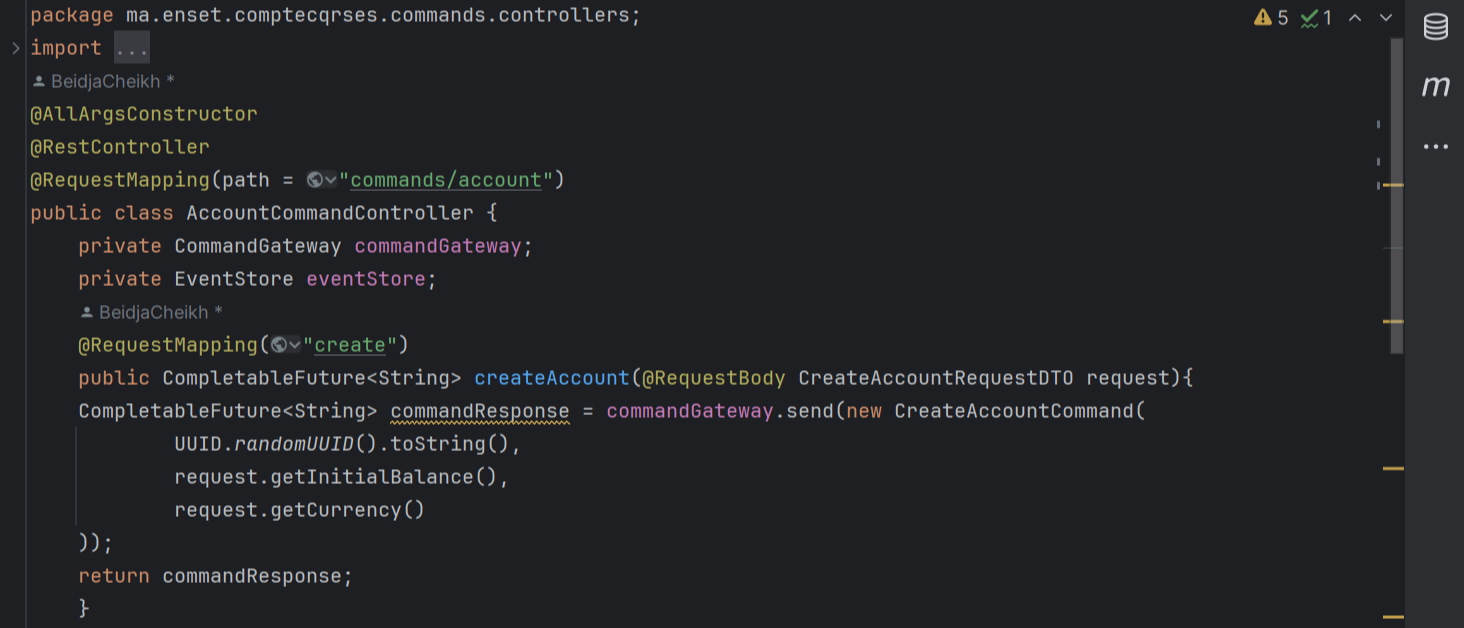 package ma.enset.comptecqrses.commands.controllers;
5 1
import ...
BeidjaCheikh *
@AllArgsConstructor
@RestController
@RequestMapping(path = "commands/account")
public class AccountCommandController {
    private CommandGateway commandGateway;
    private EventStore eventStore;
    BeidjaCheikh *
    @RequestMapping("create")
    public CompletableFuture<String> createAccount(@RequestBody CreateAccountRequestDTO request){
    CompletableFuture<String> commandResponse = commandGateway.send(new CreateAccountCommand(
            UUID.randomUUID().toString(),
            request.getInitialBalance(),
            request.getCurrency()
    ));
    return commandResponse;
    }
m